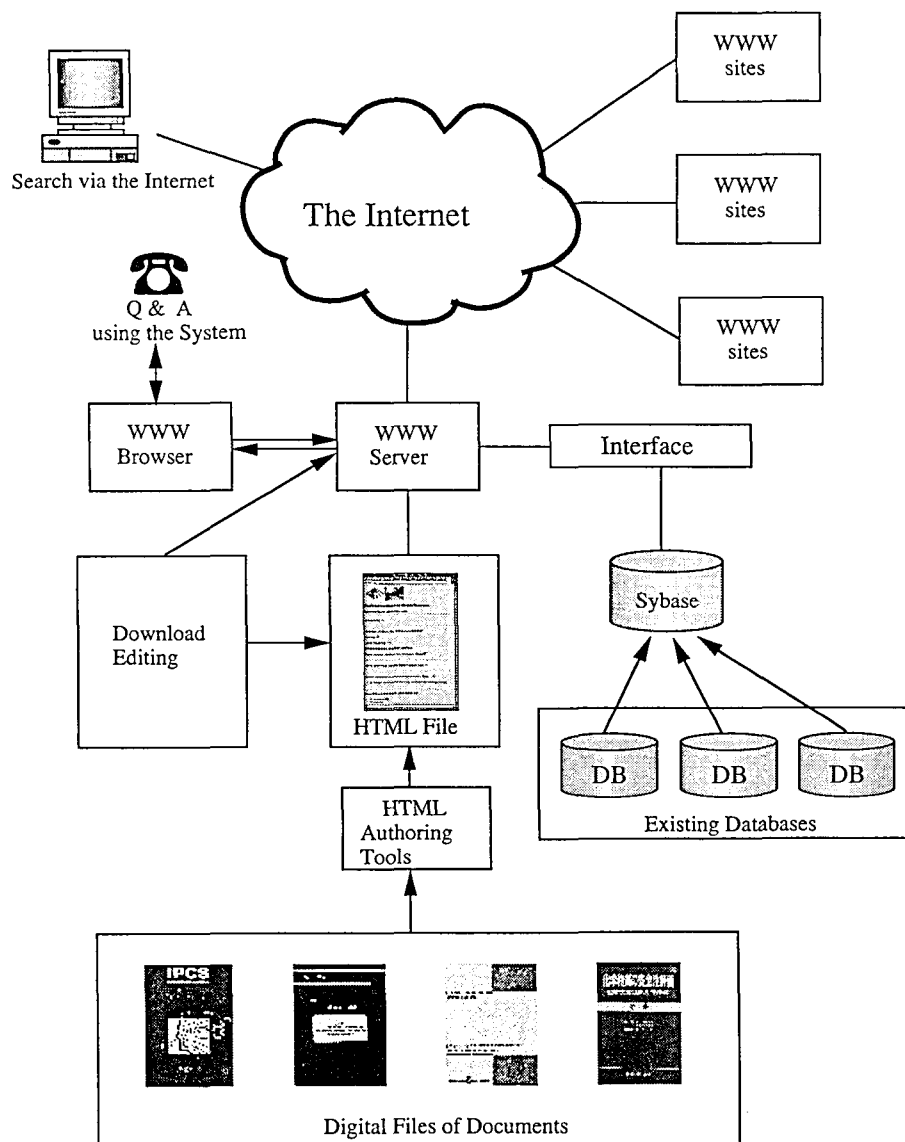 WWW
sites
Search via the Internet
The Internet
WWW
sites
Q & A
using the System
WWW
sites
WWW
Browser
WWW
Server
Interface
Download
Editing
HTML File
Sybase
DB
DB
DB
Existing Databases
HTML
Authoring
Tools
IPCS
Digital Files of Documents